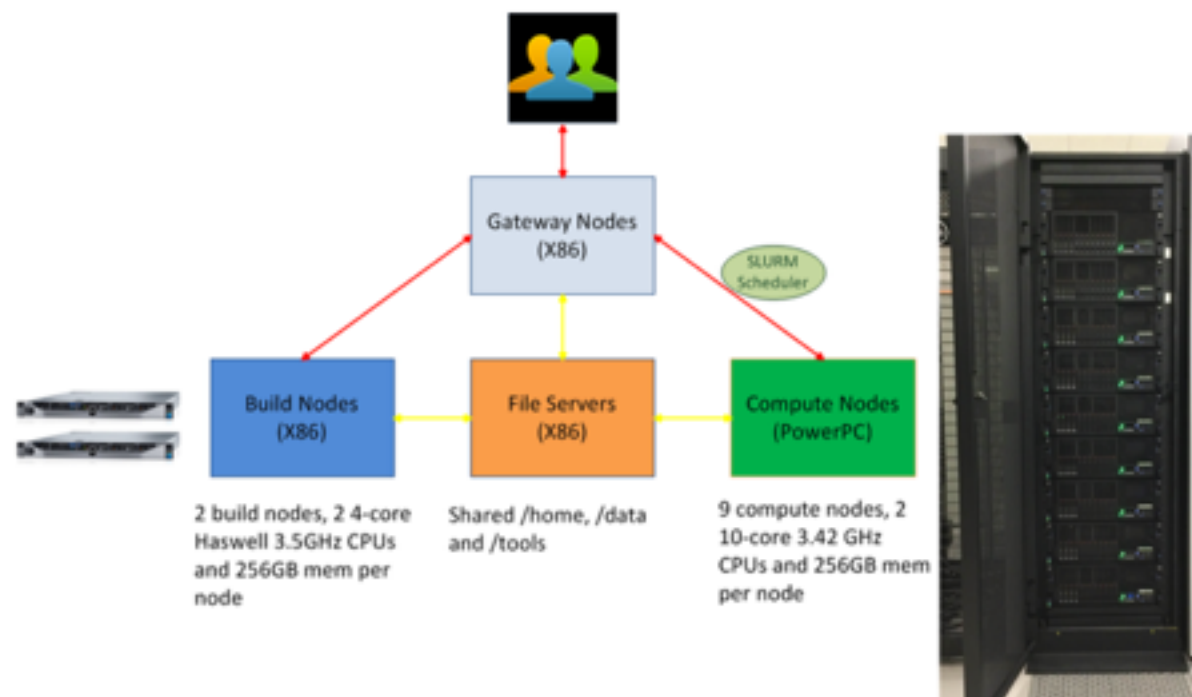 Gateway Nodes
(X86)
SLURM
Scheduler
Build Nodes
(X86)
File Servers
(X86)
Compute Nodes
(PowerPC)
2 build nodes, 2 4-core
Haswell 3.5GHz CPUs
and 256GB mem per
node
Shared /home, /data
and /tools
9 compute nodes, 2
10-core 3.42 GHz
CPUs and 256GB mem
per node